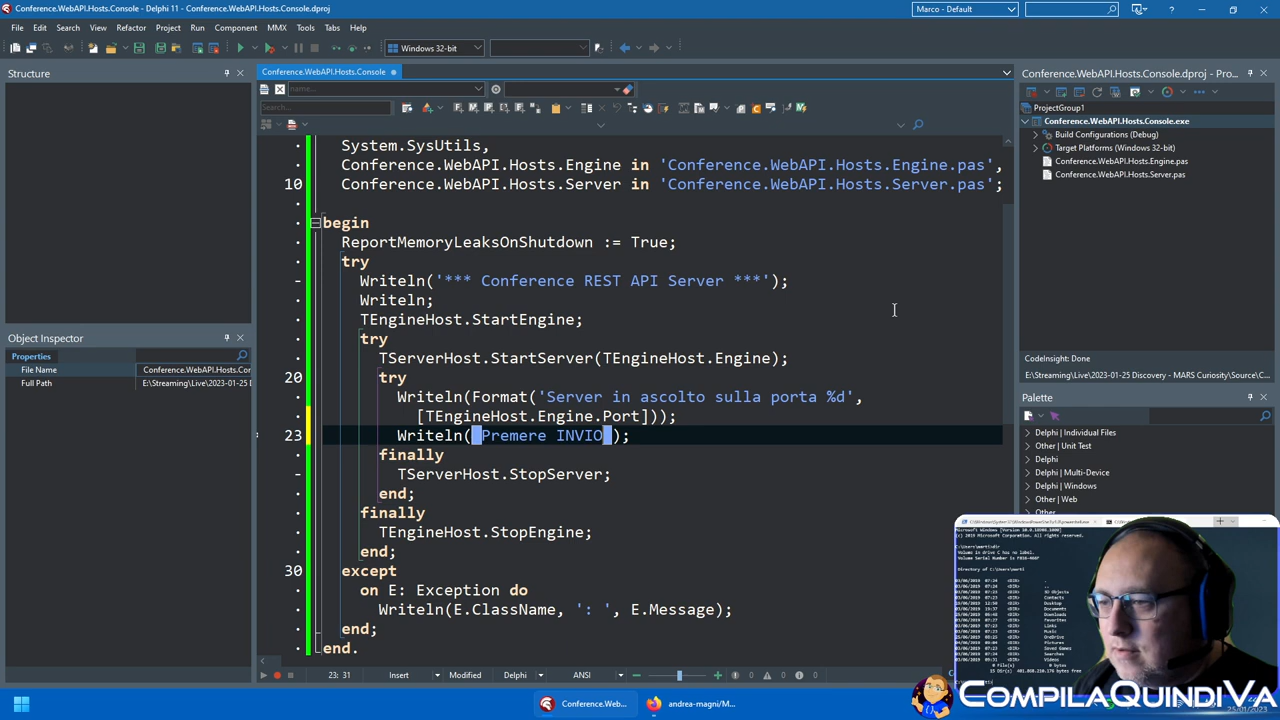 Conference.WebAPI.Hosts.Console - Delphi 11 - Conference.WebAPI.Hosts.Console.dproj
Marco - Default
File Edit Search View Refactor Project Run Component MMX Tools Tabs Help
Windows 32-bit
Structure
Conference.WebAPI.Hosts.Console
Conference.WebAPI.Hosts.Console.dproj - Pro...
name...
Search...
ProjectGroup1
Conference.WebAPI.Hosts.Console.exe
Build Configurations (Debug)
Target Platforms (Windows 32-bit)
Conference.WebAPI.Hosts.Engine.pas
Conference.WebAPI.Hosts.Server.pas
System.SysUtils,
Conference.WebAPI.Hosts.Engine in 'Conference.WebAPI.Hosts.Engine.pas',
10 Conference.WebAPI.Hosts.Server in 'Conference.WebAPI.Hosts.Server.pas';
begin
ReportMemoryLeaksOnShutdown := True;
try
Writeln('*** Conference REST API Server ***');
Writeln;
TEngineHost.StartEngine;
try
TServerHost.StartServer(TEngineHost.Engine);
20 try
Writeln(Format('Server in ascolto sulla porta %d',
[TEngineHost.Engine.Port]));
23 Writeln('Premere INVIO');
finally
TServerHost.StopServer;
end;
finally
TEngineHost.StopEngine;
end;
30 except
on E: Exception do
Writeln(E.ClassName, ': ', E.Message);
end;
Object Inspector
Properties
File Name Conference.WebAPI.Hosts.Cor
Full Path E:\Streaming\Live\2023-01-25 D
CodeInsight: Done
E:\Streaming\Live\2023-01-25 Discovery - MARS Curiosity\Source\C...
Palette
Delphi | Individual Files
Other | Unit Test
Delphi
Delphi | Multi-Device
Delphi | Windows
Other | Web
Other
Insert Modified Delphi ANSI
0 0 0
Conference.Web...
andrea-magni/M...
COMPILAQUINDIVA
25/01/2023